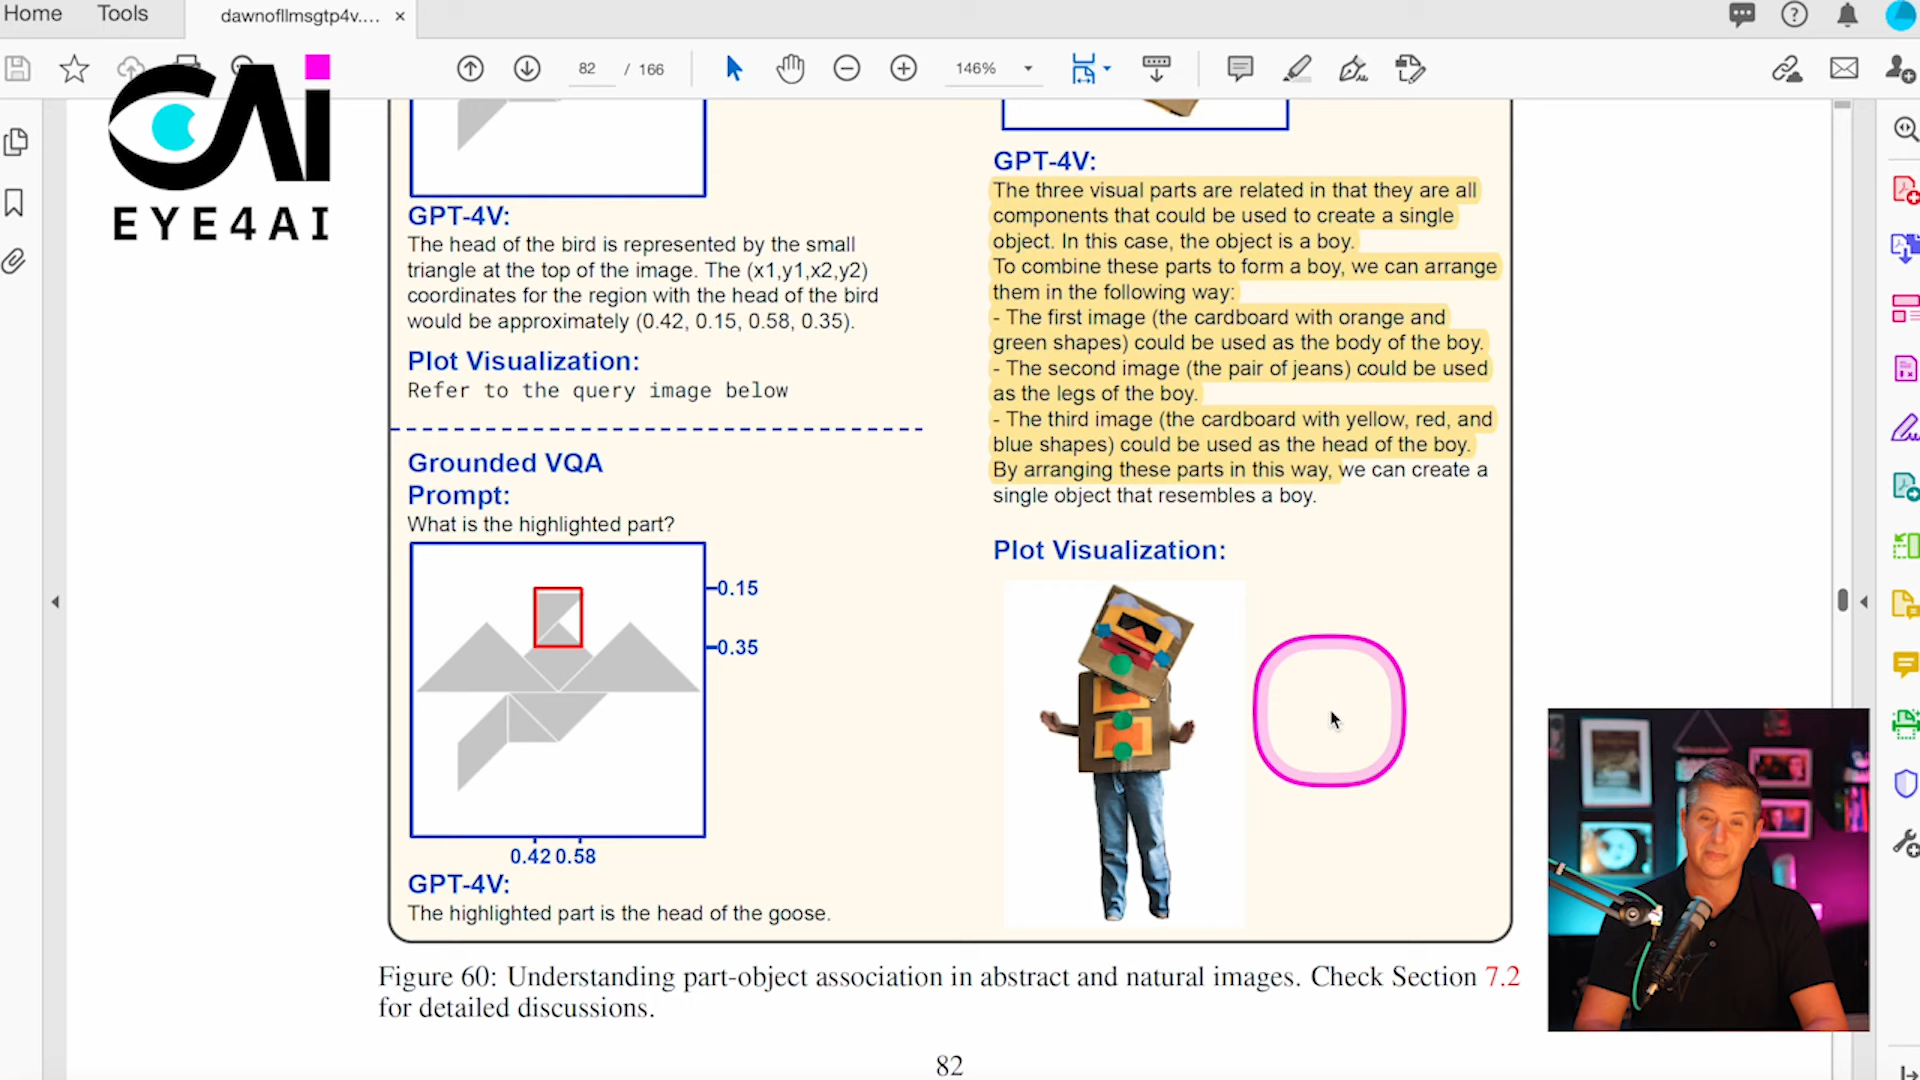 Home
Tools
dawnofllmsgtp4v....
82 / 166
146%
EYE4AI
GPT-4V:
The head of the bird is represented by the small
triangle at the top of the image. The (x1,y1,x2,y2)
coordinates for the region with the head of the bird
would be approximately (0.42, 0.15, 0.58, 0.35).
Plot Visualization:
Refer to the query image below
Grounded VQA
Prompt:
What is the highlighted part?
0.15
0.35
0.42 0.58
GPT-4V:
The highlighted part is the head of the goose.
GPT-4V:
The three visual parts are related in that they are all
components that could be used to create a single
object. In this case, the object is a boy.
To combine these parts to form a boy, we can arrange
them in the following way:
- The first image (the cardboard with orange and
green shapes) could be used as the body of the boy.
- The second image (the pair of jeans) could be used
as the legs of the boy.
- The third image (the cardboard with yellow, red, and
blue shapes) could be used as the head of the boy.
By arranging these parts in this way, we can create a
single object that resembles a boy.
Plot Visualization:
Figure 60: Understanding part-object association in abstract and natural images. Check Section 7.2
for detailed discussions.
82